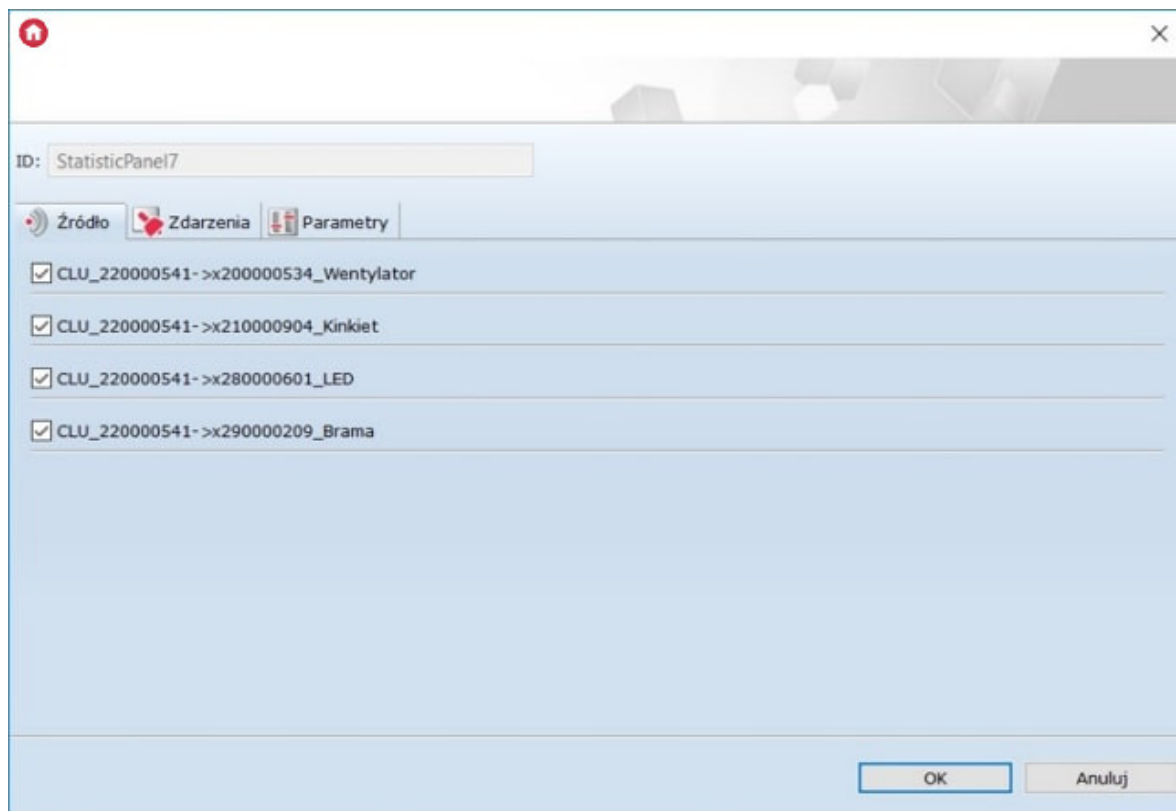 ID: StatisticPanel7
Źródło Zdarzenia Parametry
CLU_220000541->x200000534_Wentylator
CLU_220000541->x210000904_Kinkiet
CLU_220000541->x280000601_LED
CLU_220000541->x290000209_Brama
OK Anuluj